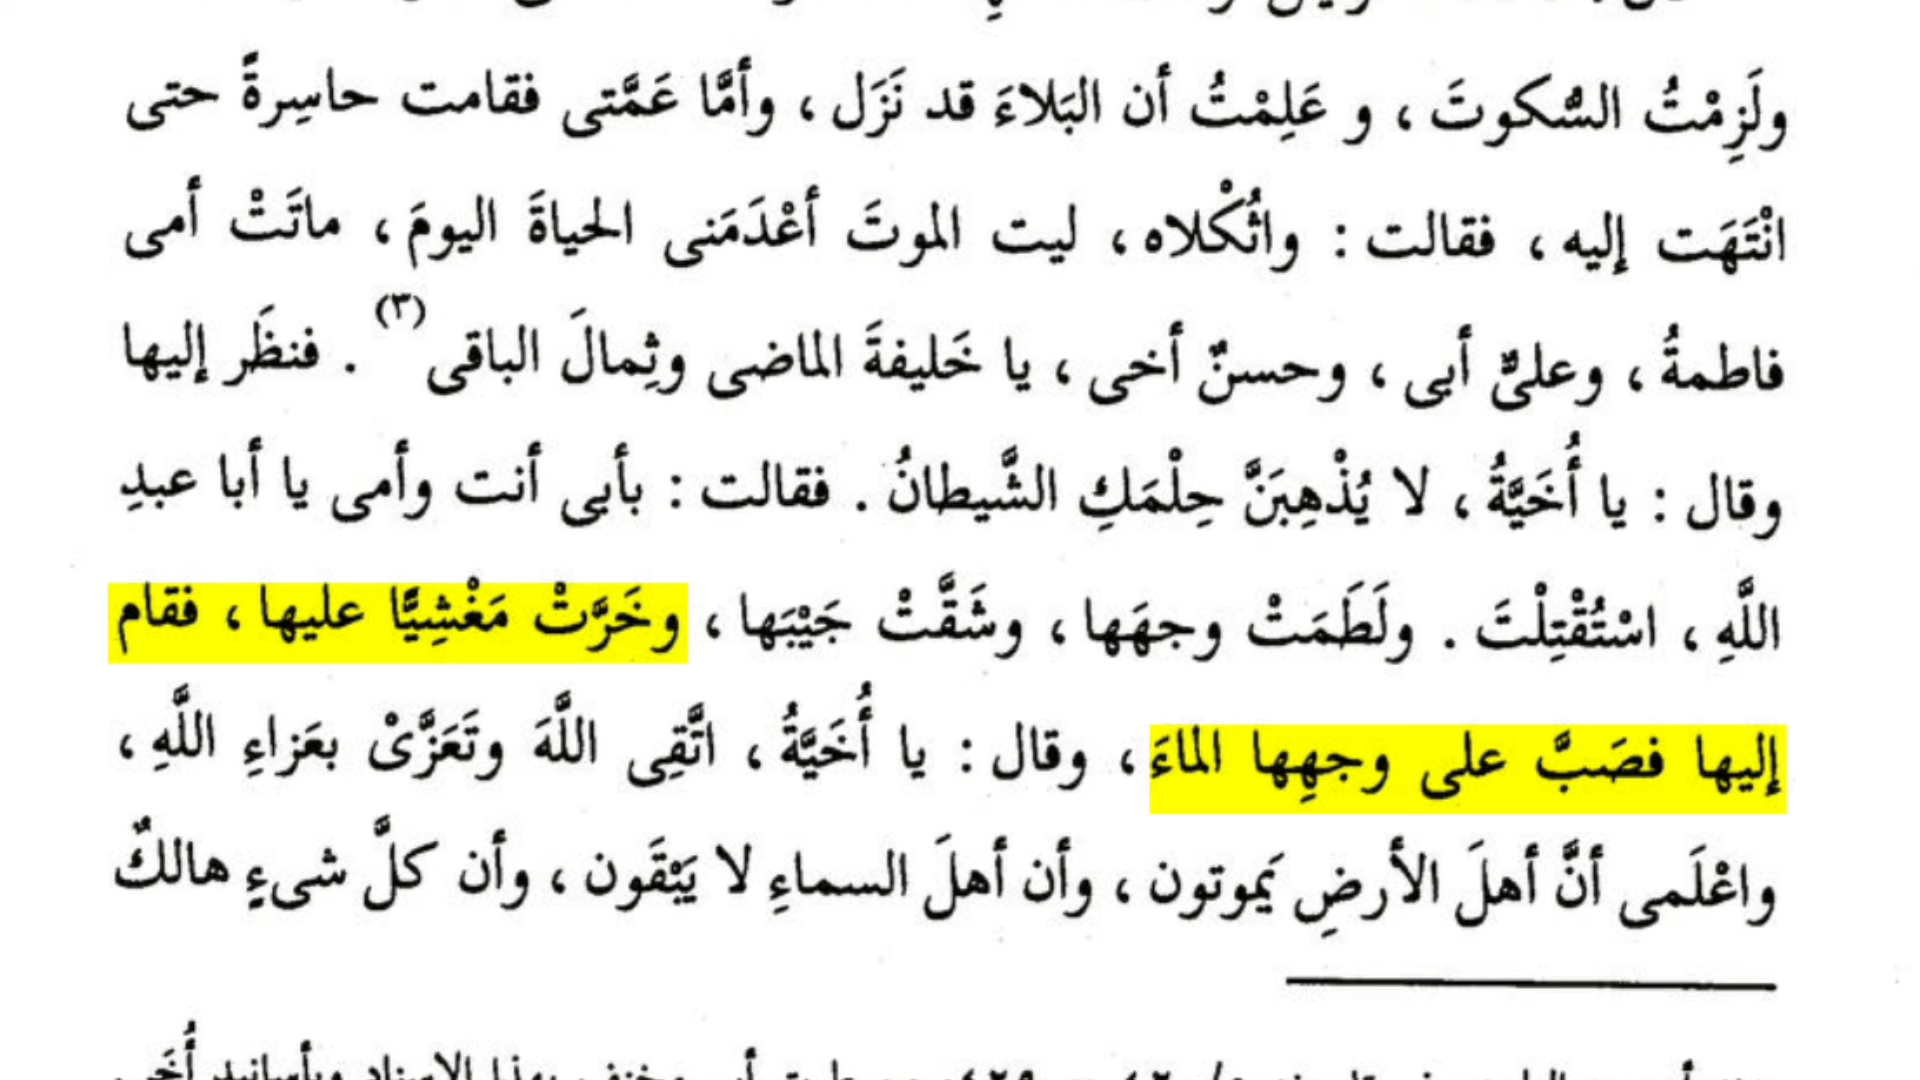 ولَزِمْتُ السُّكوتَ ، و عَلِمْتُ أن البَلاءَ قد نَزَل ، وأمَّا عَمَّتى فقامت حاسِرةً حتى
انْتَهَت إليه ، فقالت : واثُكْلاه ، ليت الموتَ أعْدَمَنى الحياةَ اليومَ ، ماتَتْ أمى
فاطمةُ ، وعلىٌّ أبى ، وحسنٌ أخى ، يا خَليفةَ الماضى وثِمالَ الباقى (٣) . فنظَر إليها
وقال : يا أُخَيَّةُ ، لا يُذْهِبَنَّ حِلْمَكِ الشَّيطانُ . فقالت : بأبى أنت وأمى يا أبا عبدِ
اللَّهِ ، اسْتُقْتِلْتَ . ولَطَمَتْ وجهَها ، وشَقَّتْ جَيْبَها ، وخَرَّتْ مَغْشِيًّا عليها ، فقام
إليها فصَبَّ على وجهِها الماءَ ، وقال : يا أُخَيَّةُ ، اتَّقِى اللَّهَ وتَعَزَّىْ بعَزاءِ اللَّهِ ،
واعْلَمى أنَّ أهلَ الأرضِ يَموتون ، وأن أهلَ السماءِ لا يَبْقَون ، وأن كلَّ شىءٍ هالكٌ